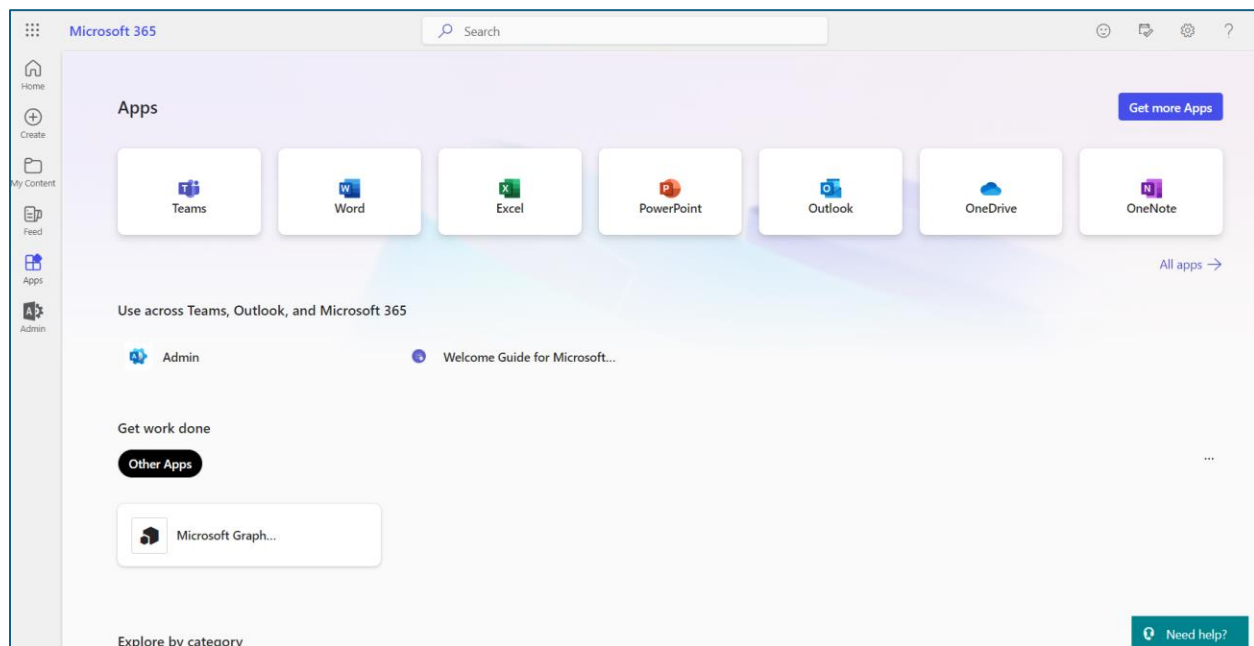 Microsoft 365
Search
Home
Create
My Content
Feed
Apps
Admin
Apps
Get more Apps
Teams
Word
Excel
PowerPoint
Outlook
OneDrive
OneNote
All apps →
Use across Teams, Outlook, and Microsoft 365
Admin
Welcome Guide for Microsoft...
Get work done
Other Apps
...
Microsoft Graph...
Explore by category
Need help?